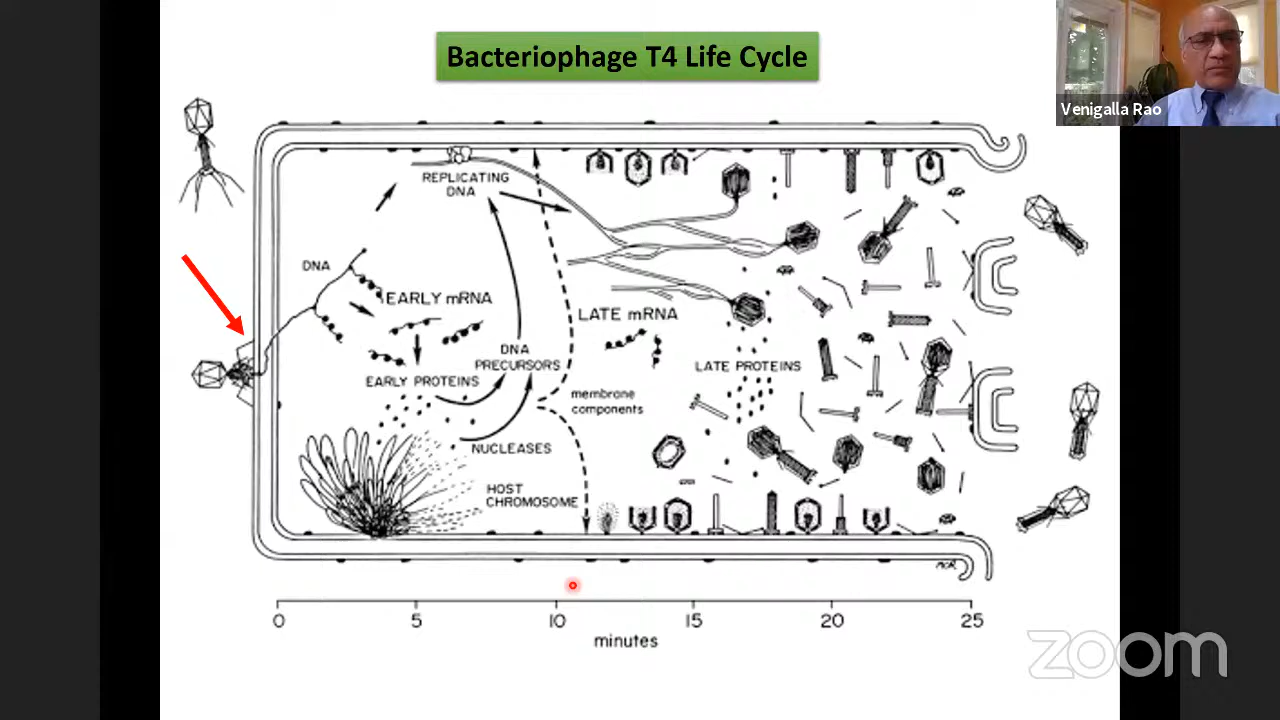 Bacteriophage T4 Life Cycle
Venigalla Rao
REPLICATING
DNA
DNA
EARLY mRNA
LATE mRNA
DNA
PRECURSORS
EARLY PROTEINS
LATE PROTEINS
membrane
components
NUCLEASES
HOST
CHROMOSOME
0 5 10 15 20 25
minutes
zoom